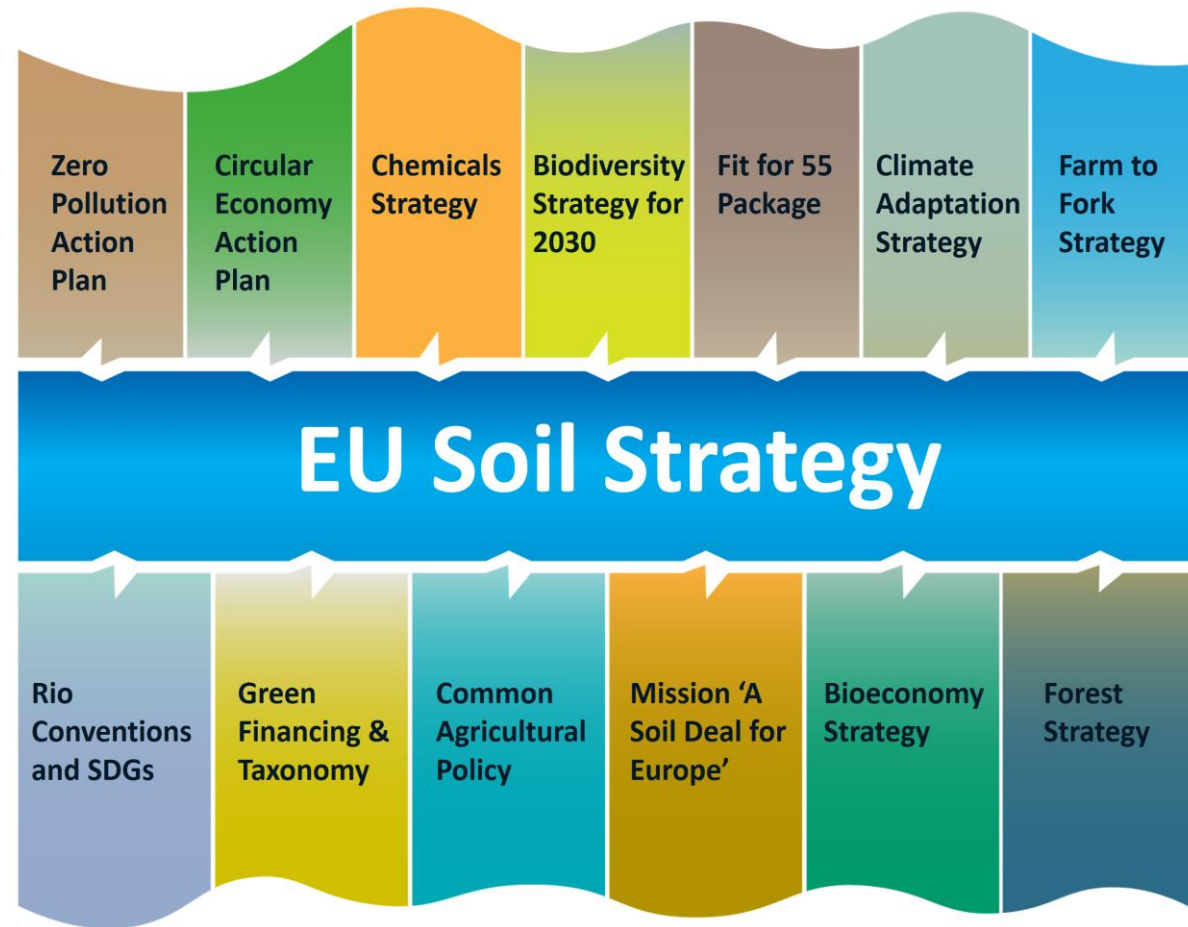 Zero
Pollution
Action
Plan
Circular
Economy
Action
Plan
Chemicals
Strategy
Biodiversity
Strategy for
2030
Fit for 55
Package
Climate
Adaptation
Strategy
Farm to
Fork
Strategy
EU Soil Strategy
Rio
Conventions
and SDGs
Green
Financing &
Taxonomy
Common
Agricultural
Policy
Mission ‘A
Soil Deal for
Europe’
Bioeconomy
Strategy
Forest
Strategy